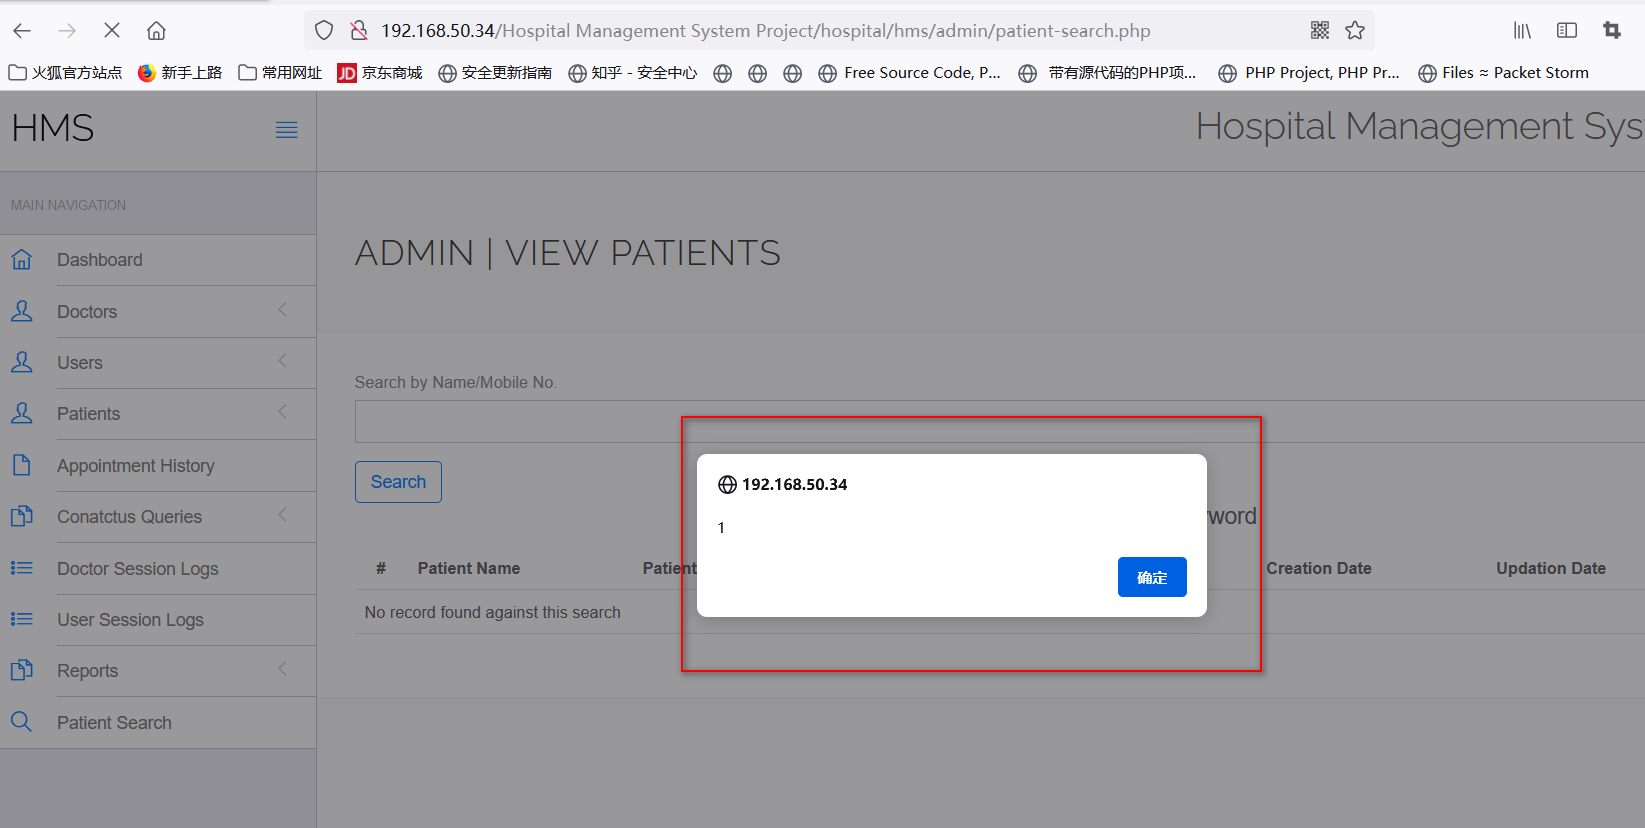 192.168.50.34/Hospital Management System Project/hospital/hms/admin/patient-search.php
火狐官方站点 新手上路 常用网址 JD 京东商城 安全更新指南 知乎 - 安全中心 Free Source Code, P... 带有源代码的PHP项... PHP Project, PHP Pr... Files ≈ Packet Storm
HMS
Hospital Management Sys
MAIN NAVIGATION
Dashboard
Doctors
Users
Patients
Appointment History
Conatctus Queries
Doctor Session Logs
User Session Logs
Reports
Patient Search
ADMIN | VIEW PATIENTS
Search by Name/Mobile No.
Search
192.168.50.34
1
确定
yword
# Patient Name Patient Creation Date Updation Date
No record found against this search